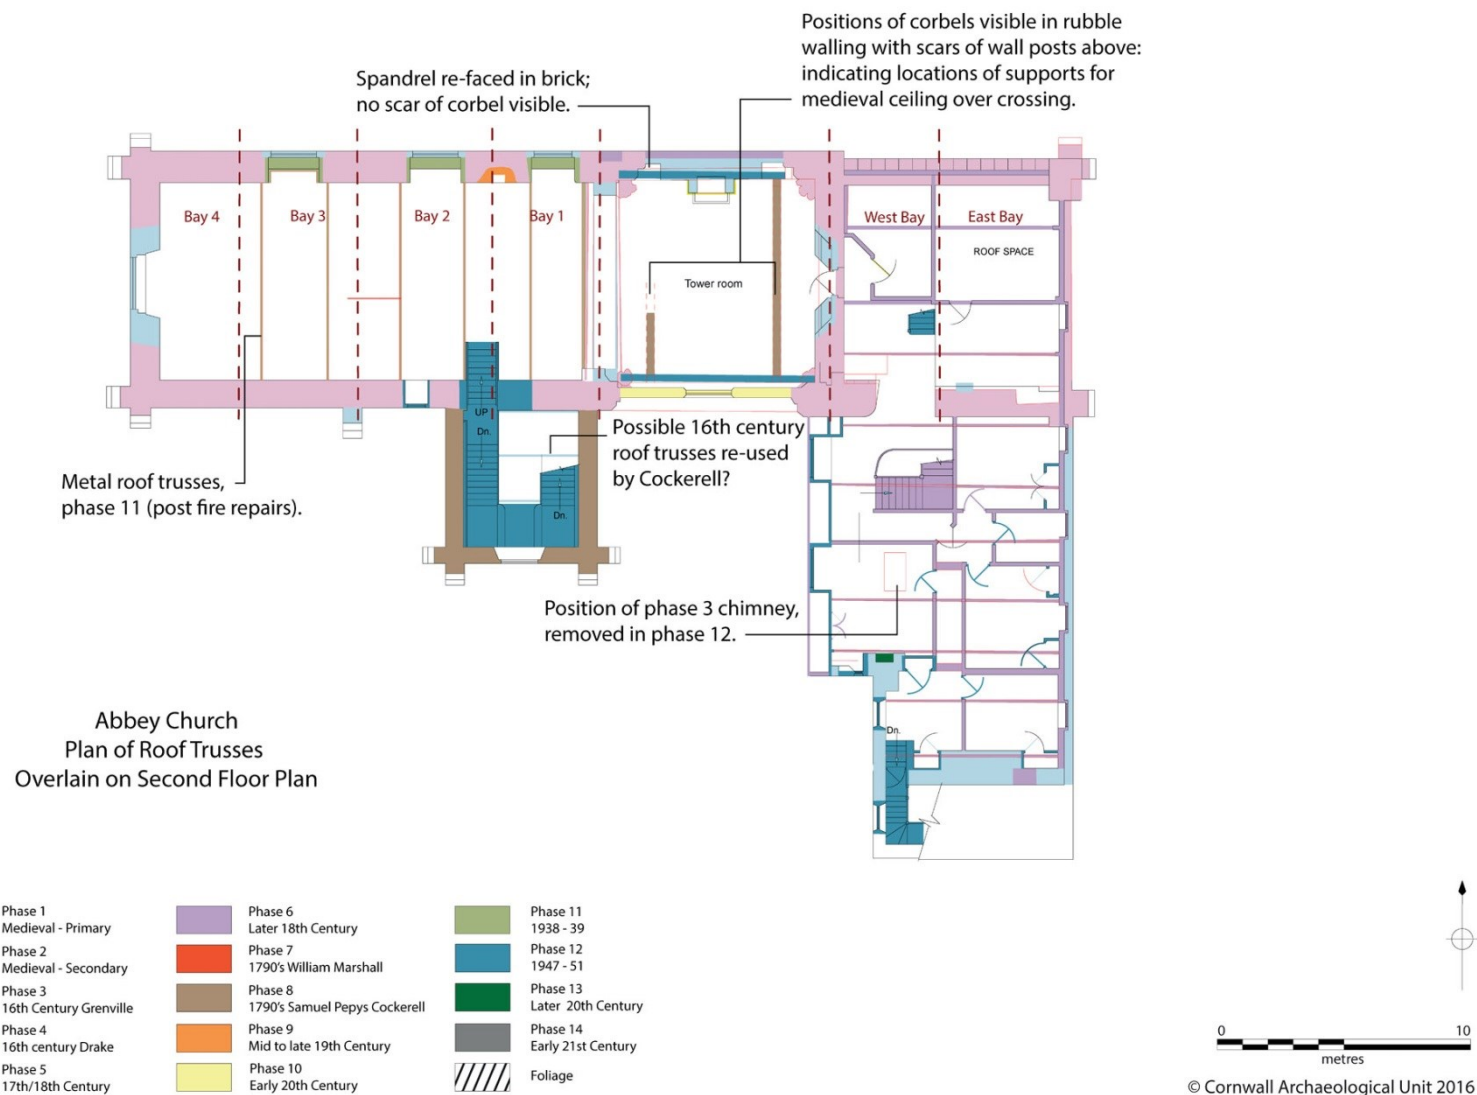 Positions of corbels visible in rubble
walling with scars of wall posts above:
indicating locations of supports for
medieval ceiling over crossing.
Spandrel re-faced in brick;
no scar of corbel visible.
Bay 4
Bay 3
Bay 2
Bay 1
West Bay
East Bay
ROOF SPACE
Tower room
UP
Dn.
Dn.
Possible 16th century
roof trusses re-used
by Cockerell?
Metal roof trusses,
phase 11 (post fire repairs).
Position of phase 3 chimney,
removed in phase 12.
Dn.
Abbey Church
Plan of Roof Trusses
Overlain on Second Floor Plan
Phase 1
Medieval - Primary
Phase 2
Medieval - Secondary
Phase 3
16th Century Grenville
Phase 4
16th century Drake
Phase 5
17th/18th Century
Phase 6
Later 18th Century
Phase 7
1790's William Marshall
Phase 8
1790's Samuel Pepys Cockerell
Phase 9
Mid to late 19th Century
Phase 10
Early 20th Century
Phase 11
1938 - 39
Phase 12
1947 - 51
Phase 13
Later 20th Century
Phase 14
Early 21st Century
Foliage
0 10
metres
© Cornwall Archaeological Unit 2016